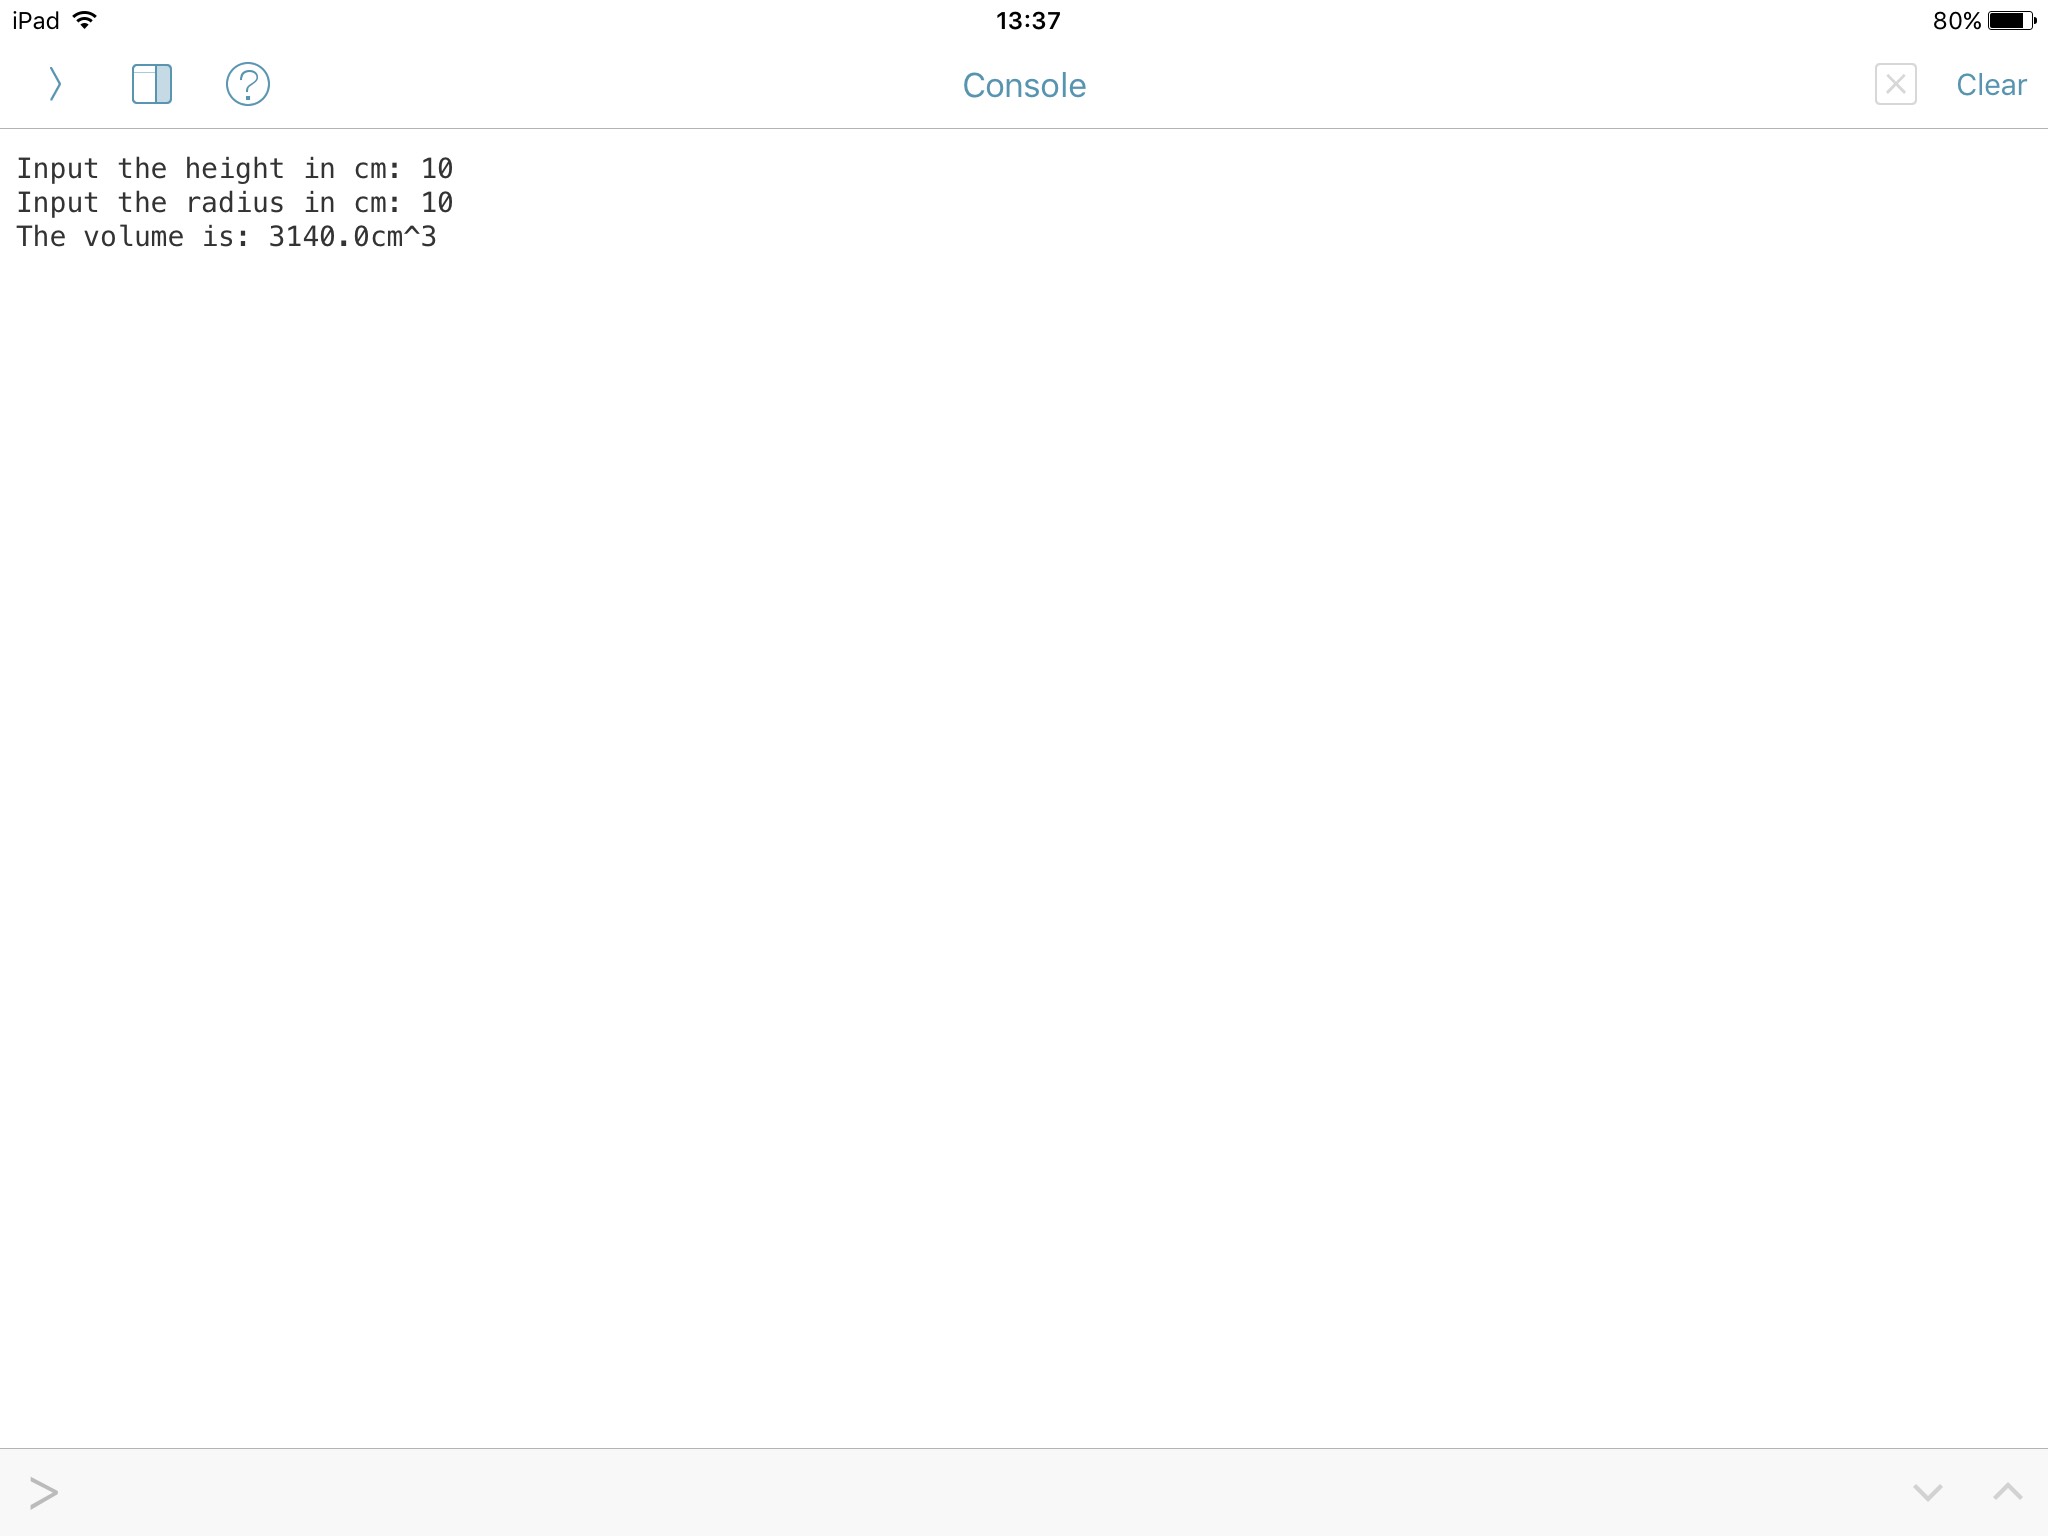 iPad 13:37 80%
? Console Clear
Input the height in cm: 10
Input the radius in cm: 10
The volume is: 3140.0cm^3
>